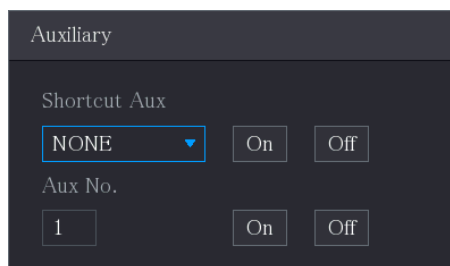 Auxiliary
Shortcut Aux
NONE On Off
Aux No.
1 On Off